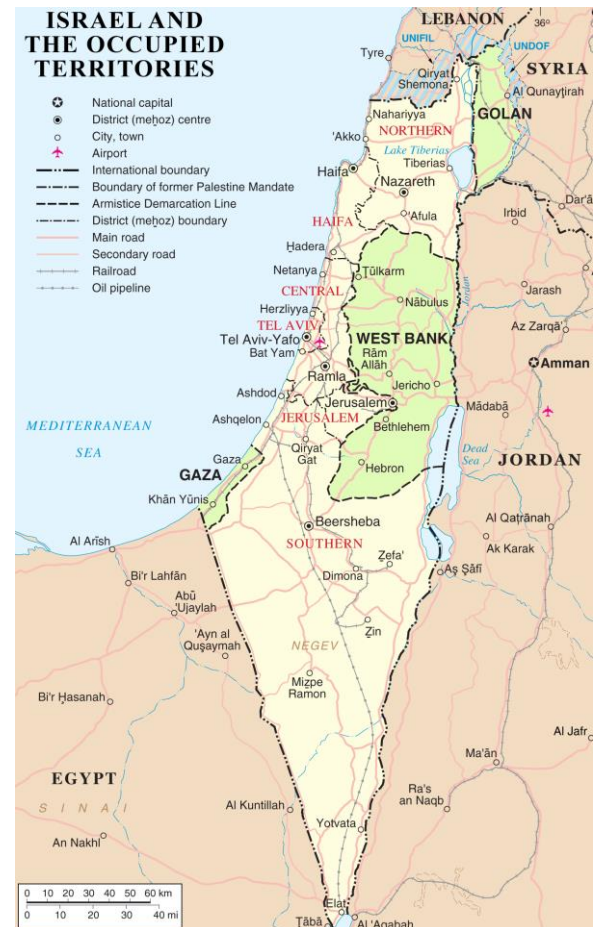 ISRAEL AND
THE OCCUPIED
TERRITORIES
National capital
District (meḥoz) centre
City, town
Airport
International boundary
Boundary of former Palestine Mandate
Armistice Demarcation Line
District (meḥoz) boundary
Main road
Secondary road
Railroad
Oil pipeline
LEBANON
36°
UNIFIL
UNDOF
Tyre
SYRIA
Qiryat
Shemona
Al Qunayṭirah
GOLAN
Nahariyya
NORTHERN
'Akko
Lake Tiberias
Tiberias
Haifa
Nazareth
'Afula
Irbid
Dar'ā
HAIFA
Ḥadera
Netanya
Ṭūlkarm
CENTRAL
Nābulus
Jordan
Jarash
Herzliyya
TEL AVIV
Tel Aviv-Yafo
Bat Yam
WEST BANK
Az Zarqā'
Rām
Allāh
Ramla
Jericho
Amman
Ashdod
Jerusalem
JERUSALEM
Mādabā
Bethlehem
Ashqelon
MEDITERRANEAN
SEA
Qiryat
Gat
Dead
Sea
Gaza
GAZA
Hebron
JORDAN
Khān Yūnis
Beersheba
Al Qaṭrānah
SOUTHERN
Al Arīsh
Ẓefa'
Ak Karak
Dimona
Aş Şāfī
Bi'r Lahfān
Abū
'Ujaylah
Ẓin
'Ayn al
Quşaymah
NEGEV
Miẓpe
Ramon
Bi'r Ḥasanah
Al Jafr
Ma'ān
EGYPT
SINAI
Al Kuntillah
Ra's
an Naqb
Yotvata
An Nakhl
0 10 20 30 40 50 60 km
0 10 20 30 40 mi
Elat
Ṭābā
Al 'Aqabah